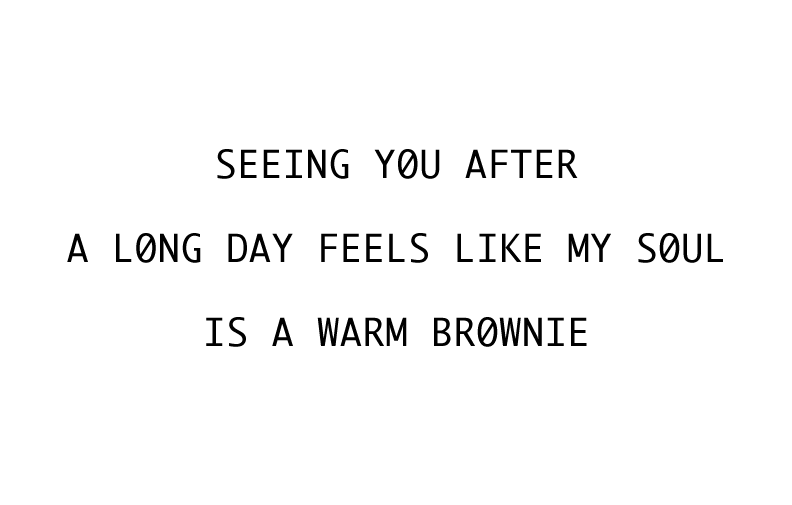 SEEING Y0U AFTER
A L0NG DAY FEELS LIKE MY S0UL
IS A WARM BR0WNIE